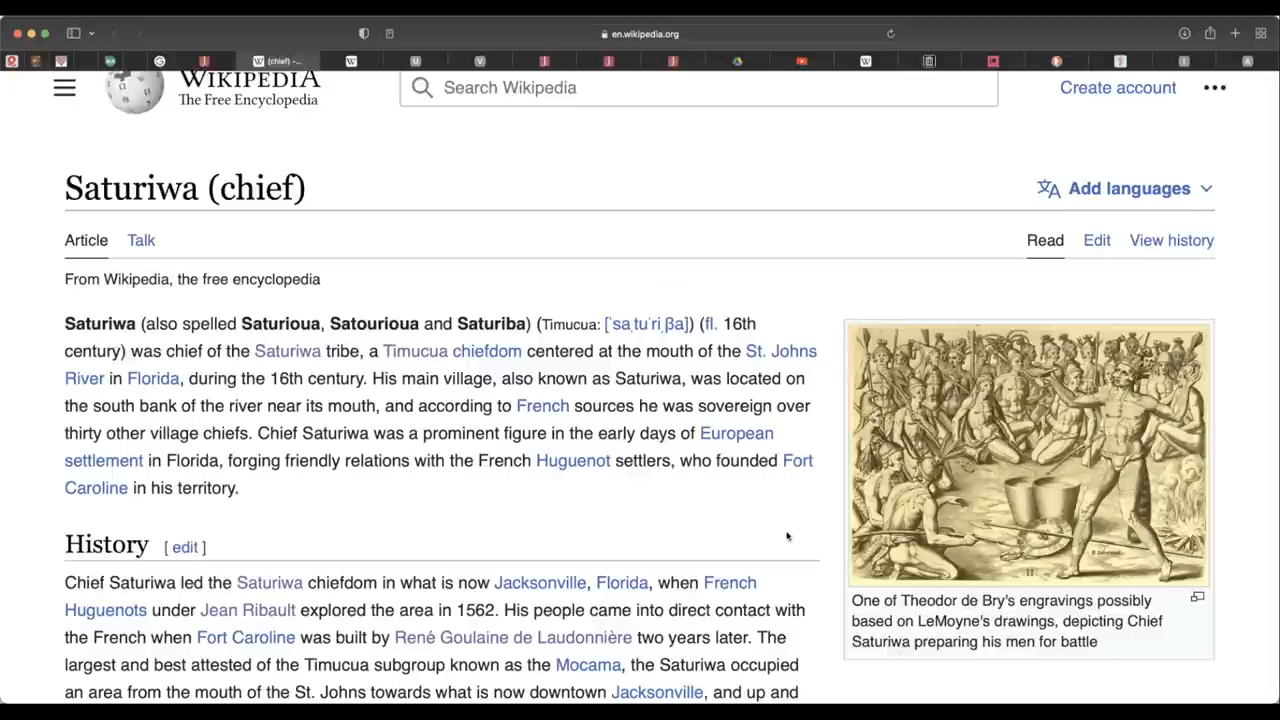 en.wikipedia.org
(chief) -...
WIKIPEDIA
The Free Encyclopedia
Search Wikipedia
Create account
Saturiwa (chief)
Add languages
Article Talk
Read Edit View history
From Wikipedia, the free encyclopedia
Saturiwa (also spelled Saturioua, Satourioua and Saturiba) (Timucua: [ˈsaˌtuˈriˌβa]) (fl. 16th
century) was chief of the Saturiwa tribe, a Timucua chiefdom centered at the mouth of the St. Johns
River in Florida, during the 16th century. His main village, also known as Saturiwa, was located on
the south bank of the river near its mouth, and according to French sources he was sovereign over
thirty other village chiefs. Chief Saturiwa was a prominent figure in the early days of European
settlement in Florida, forging friendly relations with the French Huguenot settlers, who founded Fort
Caroline in his territory.
One of Theodor de Bry's engravings possibly
based on LeMoyne's drawings, depicting Chief
Saturiwa preparing his men for battle
History [ edit ]
Chief Saturiwa led the Saturiwa chiefdom in what is now Jacksonville, Florida, when French
Huguenots under Jean Ribault explored the area in 1562. His people came into direct contact with
the French when Fort Caroline was built by René Goulaine de Laudonnière two years later. The
largest and best attested of the Timucua subgroup known as the Mocama, the Saturiwa occupied
an area from the mouth of the St. Johns towards what is now downtown Jacksonville, and up and